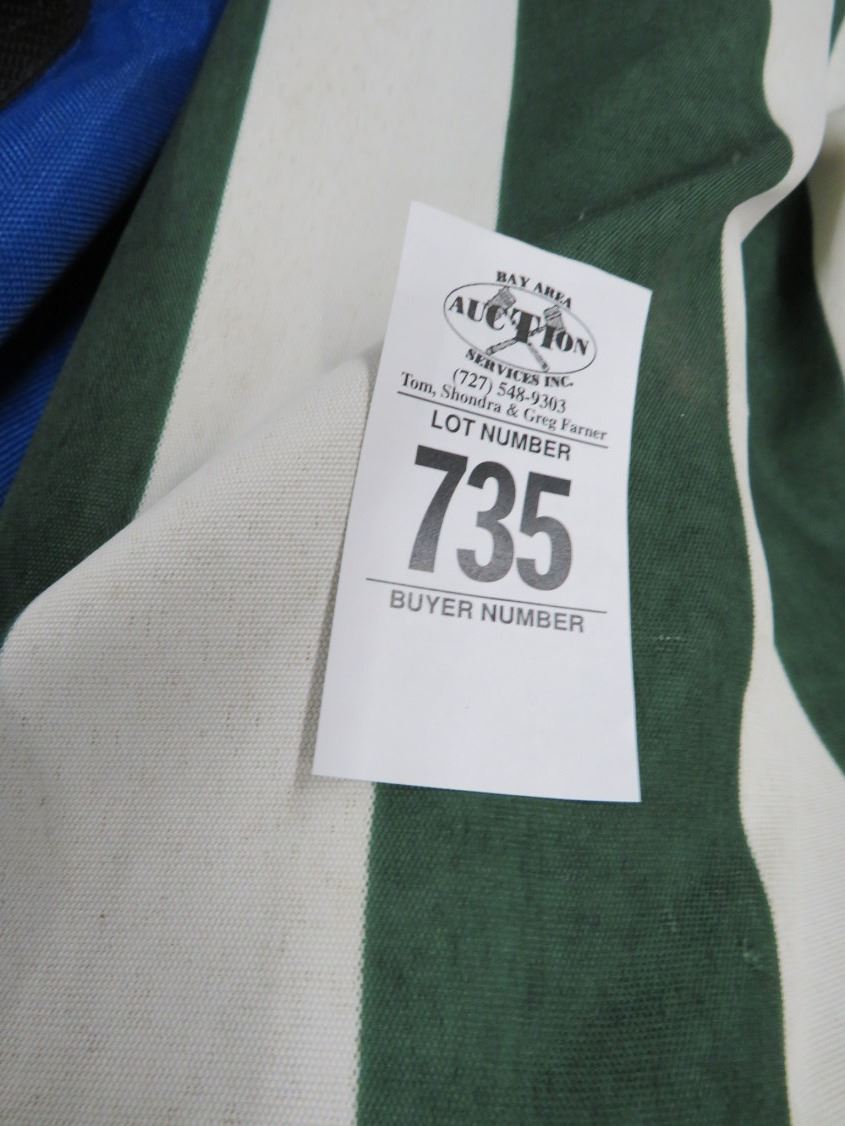 BAY AREA
AUCTION
SERVICES INC.
(727) 548-9303
Tom, Shondra & Greg Farner
LOT NUMBER
735
BUYER NUMBER